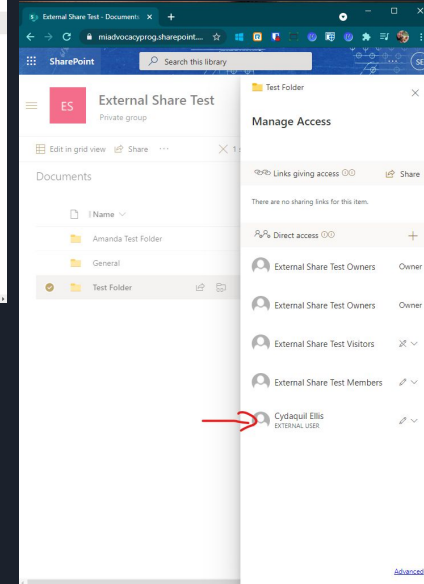 External Share Test - Documents
miadvocacyprog.sharepoint....
SharePoint
Search this library
ES
External Share Test
Private group
Edit in grid view
Share
Documents
Name
Amanda Test Folder
General
Test Folder
Test Folder
Manage Access
Links giving access
Share
There are no sharing links for this item.
Direct access
External Share Test Owners
Owner
External Share Test Owners
Owner
External Share Test Visitors
External Share Test Members
Cydaquil Ellis
EXTERNAL USER
Advanced